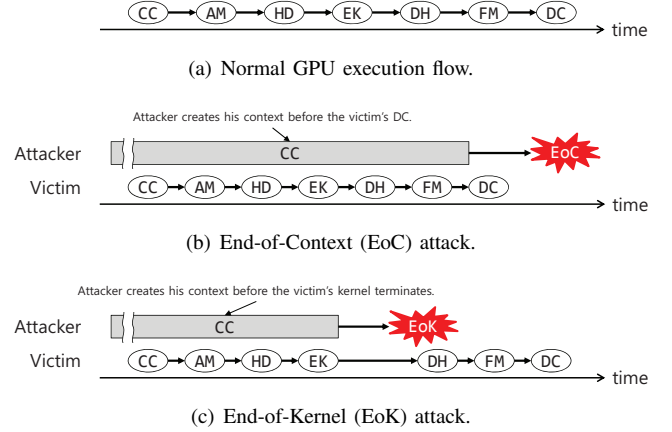 CC AM HD EK DH FM DC
time
(a) Normal GPU execution flow.
Attacker creates his context before the victim's DC.
Attacker CC EoC
Victim CC AM HD EK DH FM DC
time
(b) End-of-Context (EoC) attack.
Attacker creates his context before the victim's kernel terminates.
Attacker CC EoK
Victim CC AM HD EK DH FM DC
time
(c) End-of-Kernel (EoK) attack.